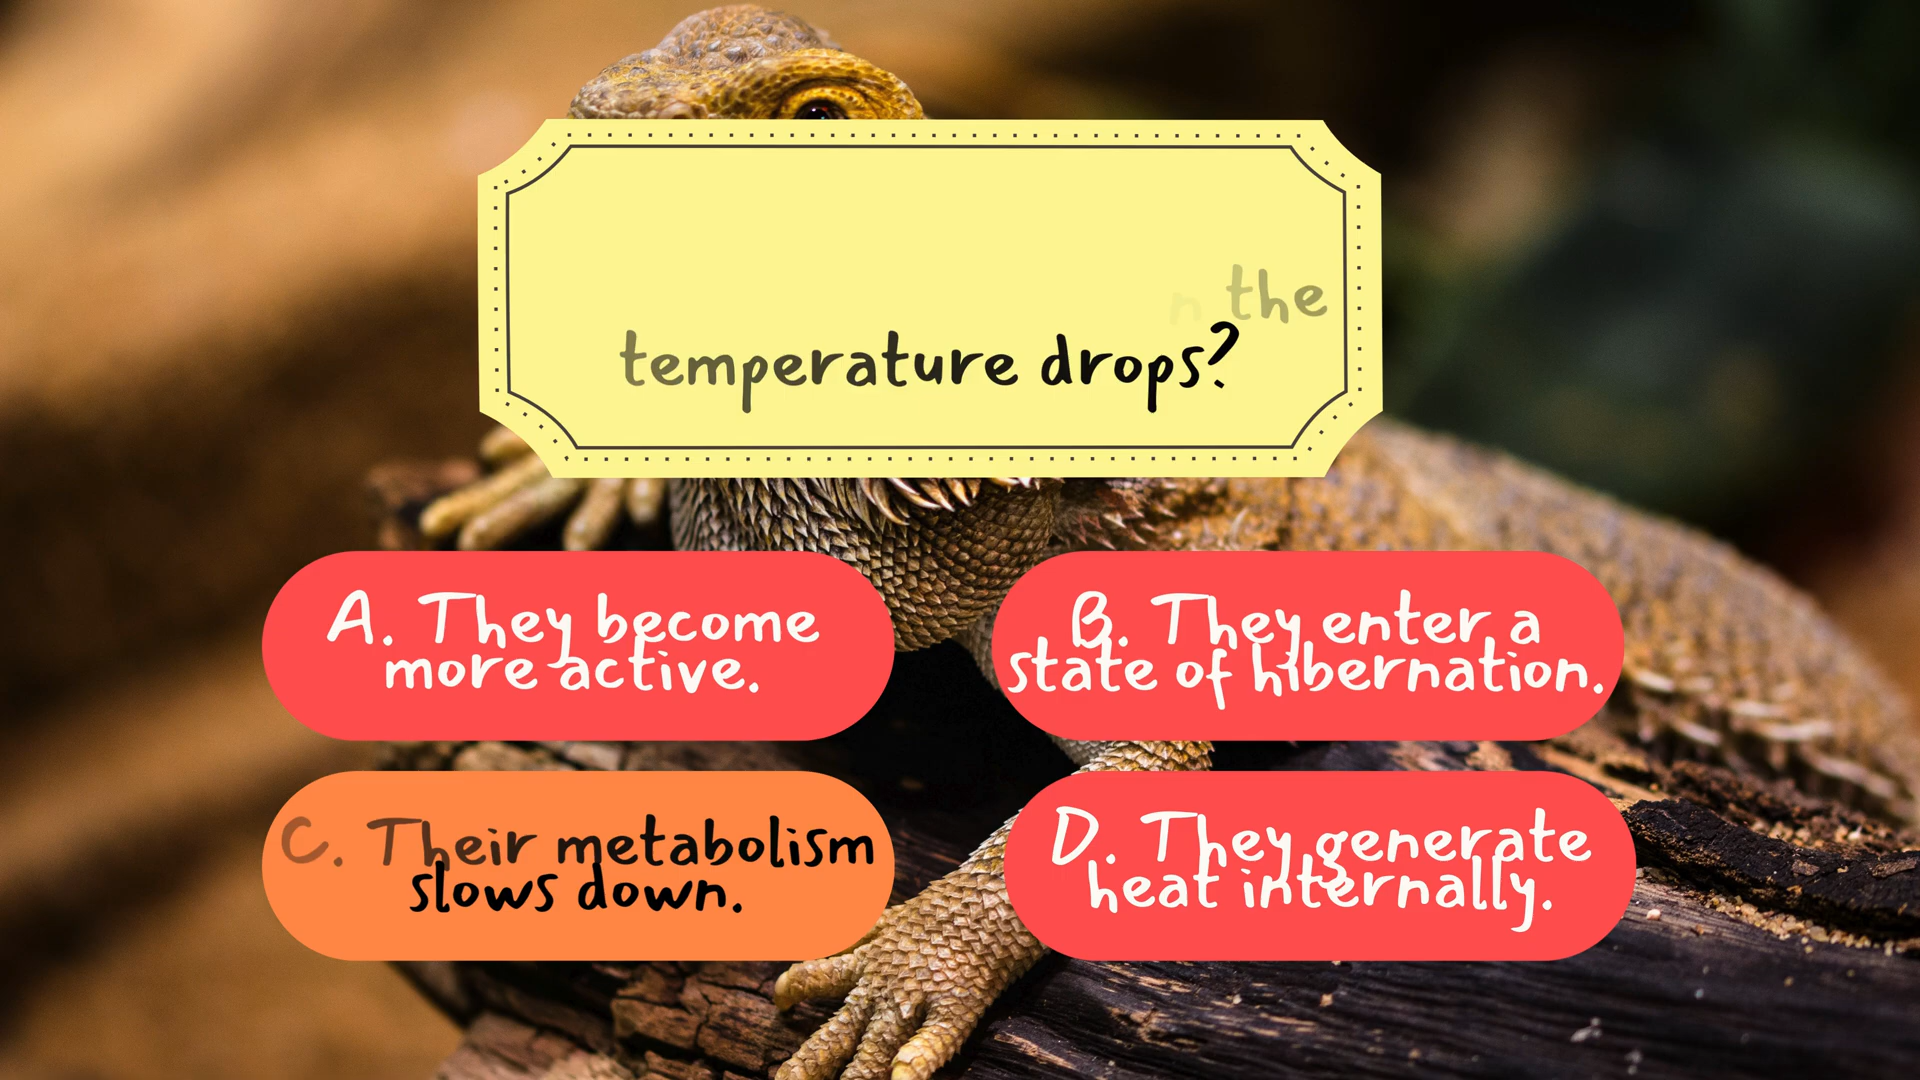 n the
temperature drops?
A. They become
more active.
B. They enter a
state of hibernation.
C. Their metabolism
slows down.
D. They generate
heat internally.